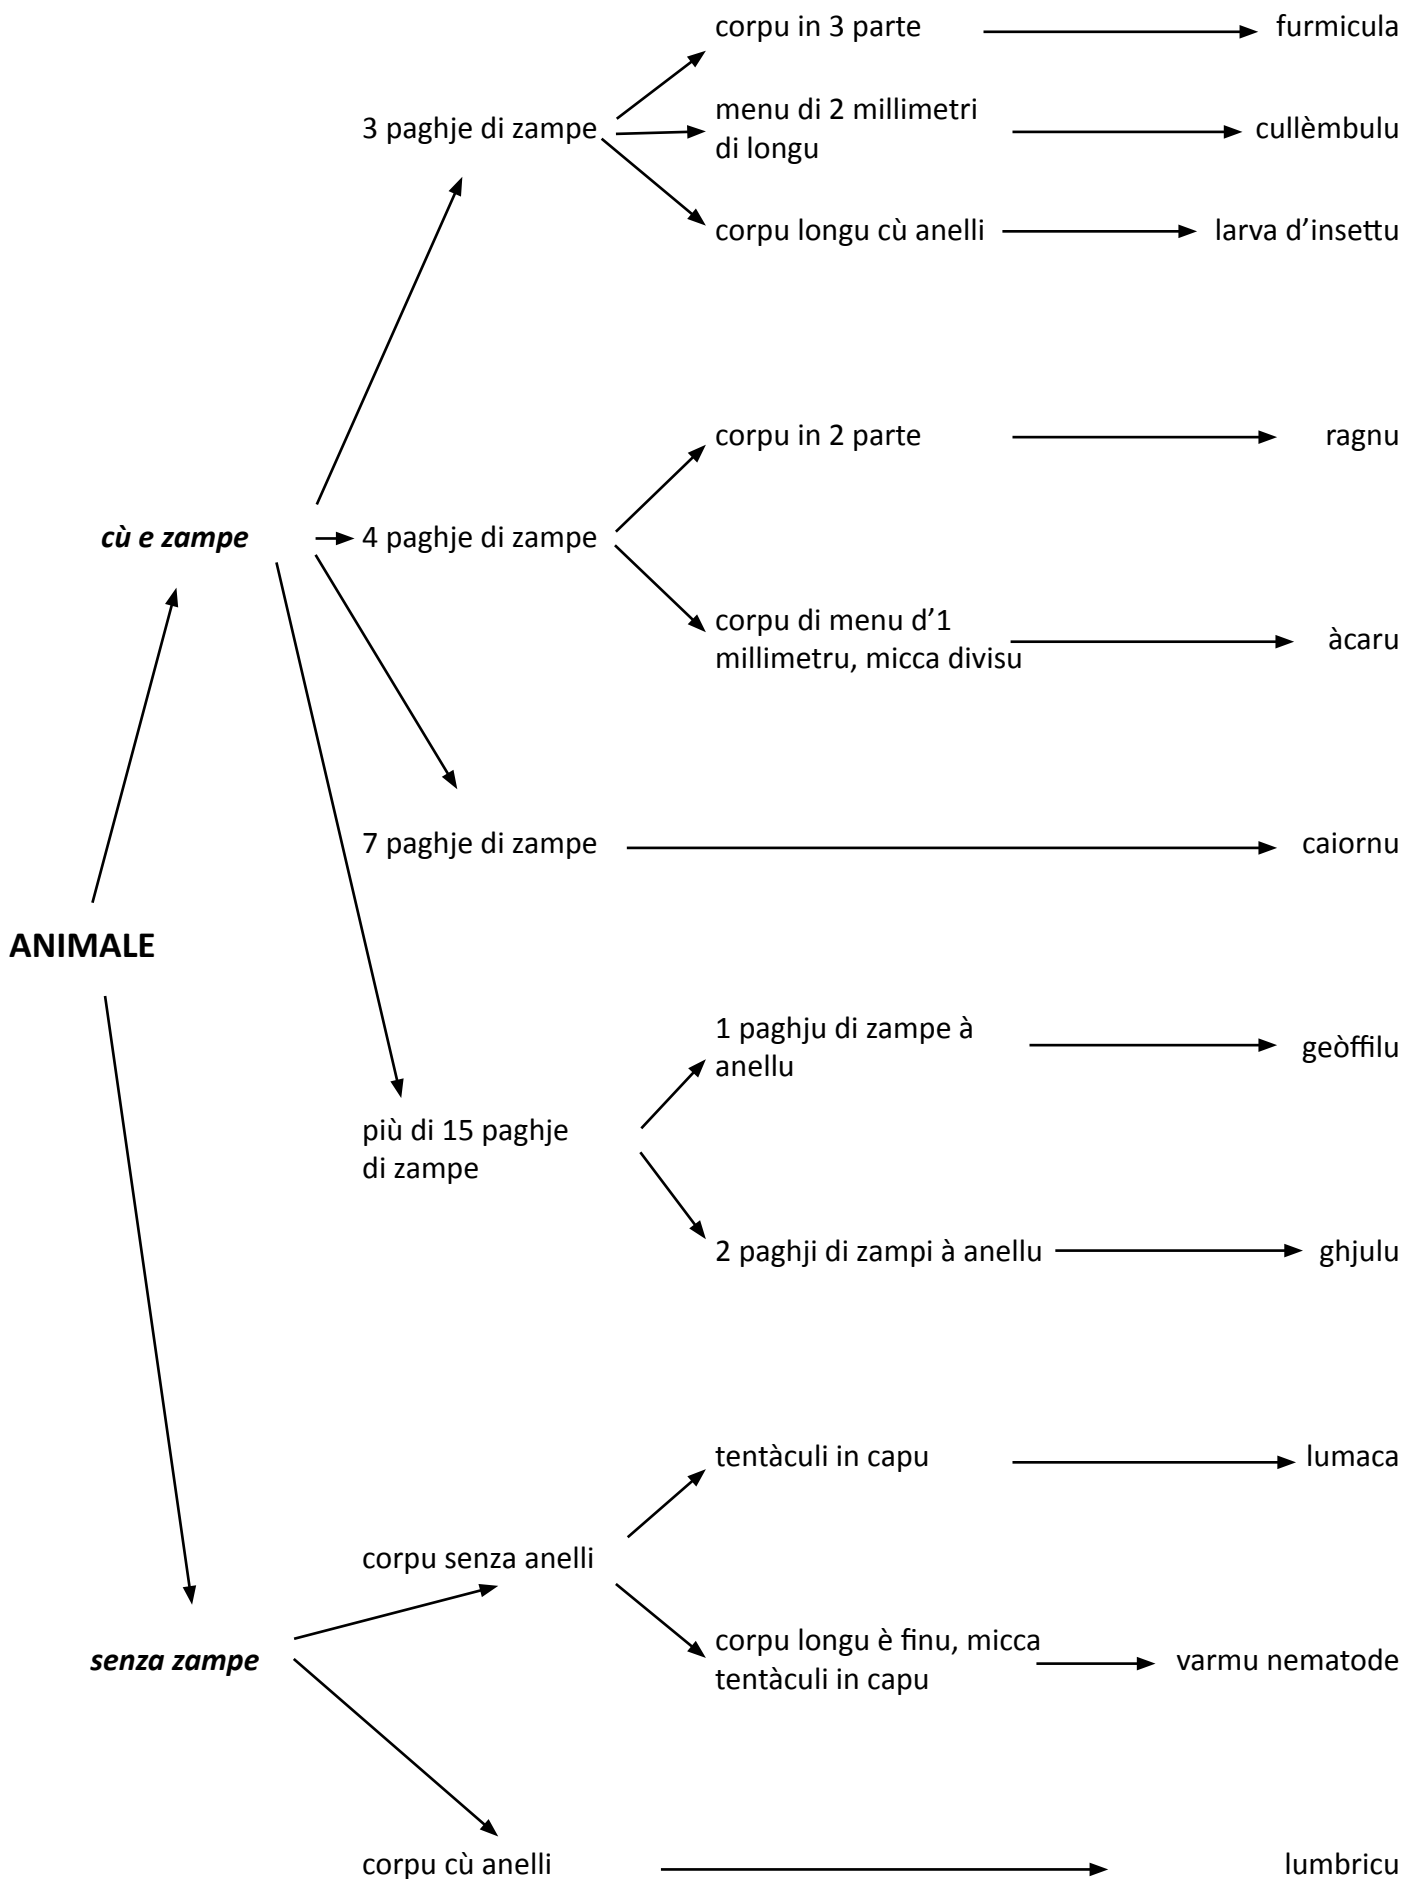 corpu in 3 parte
furmicula
3 paghje di zampe
menu di 2 millimetri
di longu
cullèmbulu
corpu longu cù anelli
larva d'insettu
corpu in 2 parte
ragnu
cù e zampe
4 paghje di zampe
corpu di menu d'1
millimetru, micca divisu
àcaru
7 paghje di zampe
caiornu
ANIMALE
1 paghju di zampe à
anellu
geòffilu
più di 15 paghje
di zampe
2 paghji di zampi à anellu
ghjulu
tentàculi in capu
lumaca
corpu senza anelli
senza zampe
corpu longu è finu, micca
tentàculi in capu
varmu nematode
corpu cù anelli
lumbricu